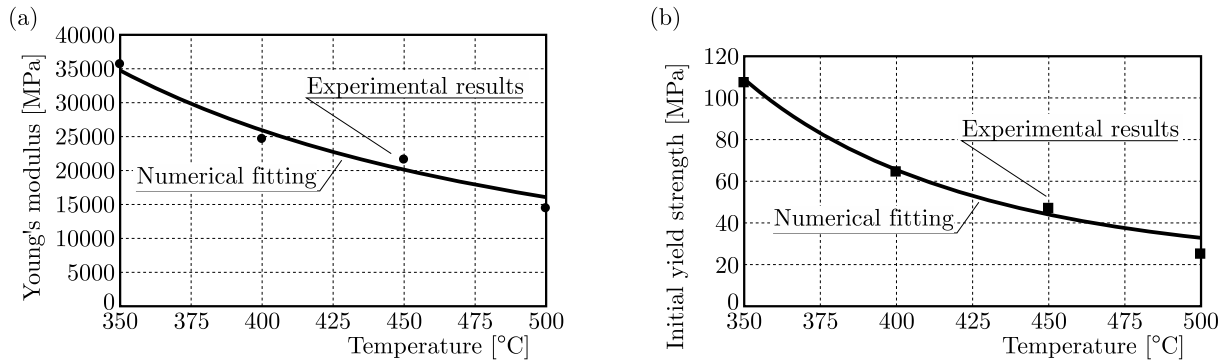 (a)
Young's modulus [MPa]
40000
35000
30000
25000
20000
15000
10000
5000
0
Experimental results
Numerical fitting
350 375 400 425 450 475 500
Temperature [°C]
(b)
Initial yield strength [MPa]
120
100
80
60
40
20
0
Experimental results
Numerical fitting
350 375 400 425 450 475 500
Temperature [°C]